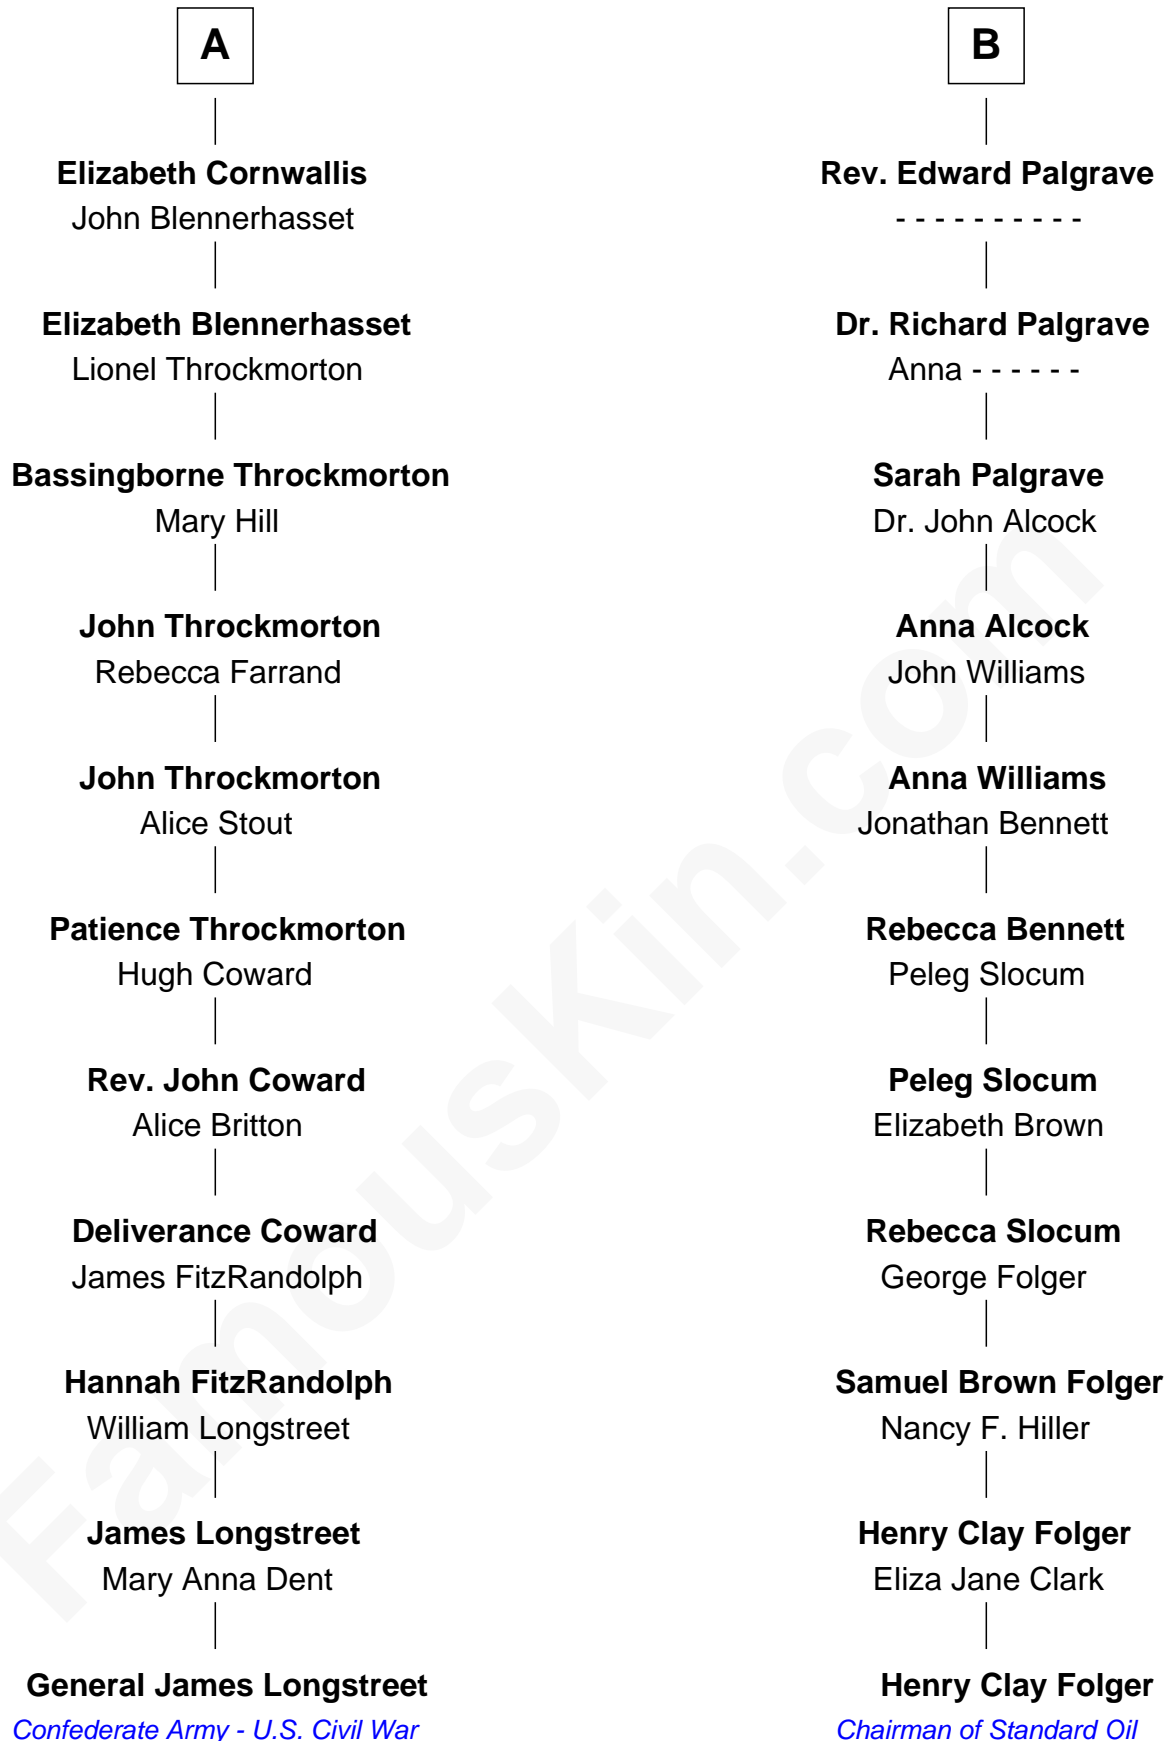 A
Elizabeth Cornwallis
John Blennerhasset
Elizabeth Blennerhasset
Lionel Throckmorton
Bassingborne Throckmorton
Mary Hill
John Throckmorton
Rebecca Farrand
John Throckmorton
Alice Stout
Patience Throckmorton
Hugh Coward
Rev. John Coward
Alice Britton
Deliverance Coward
James FitzRandolph
Hannah FitzRandolph
William Longstreet
James Longstreet
Mary Anna Dent
General James Longstreet
Confederate Army - U.S. Civil War
B
Rev. Edward Palgrave
- - - - - - - - - -
Dr. Richard Palgrave
Anna - - - - - -
Sarah Palgrave
Dr. John Alcock
Anna Alcock
John Williams
Anna Williams
Jonathan Bennett
Rebecca Bennett
Peleg Slocum
Peleg Slocum
Elizabeth Brown
Rebecca Slocum
George Folger
Samuel Brown Folger
Nancy F. Hiller
Henry Clay Folger
Eliza Jane Clark
Henry Clay Folger
Chairman of Standard Oil
FamousKin.com